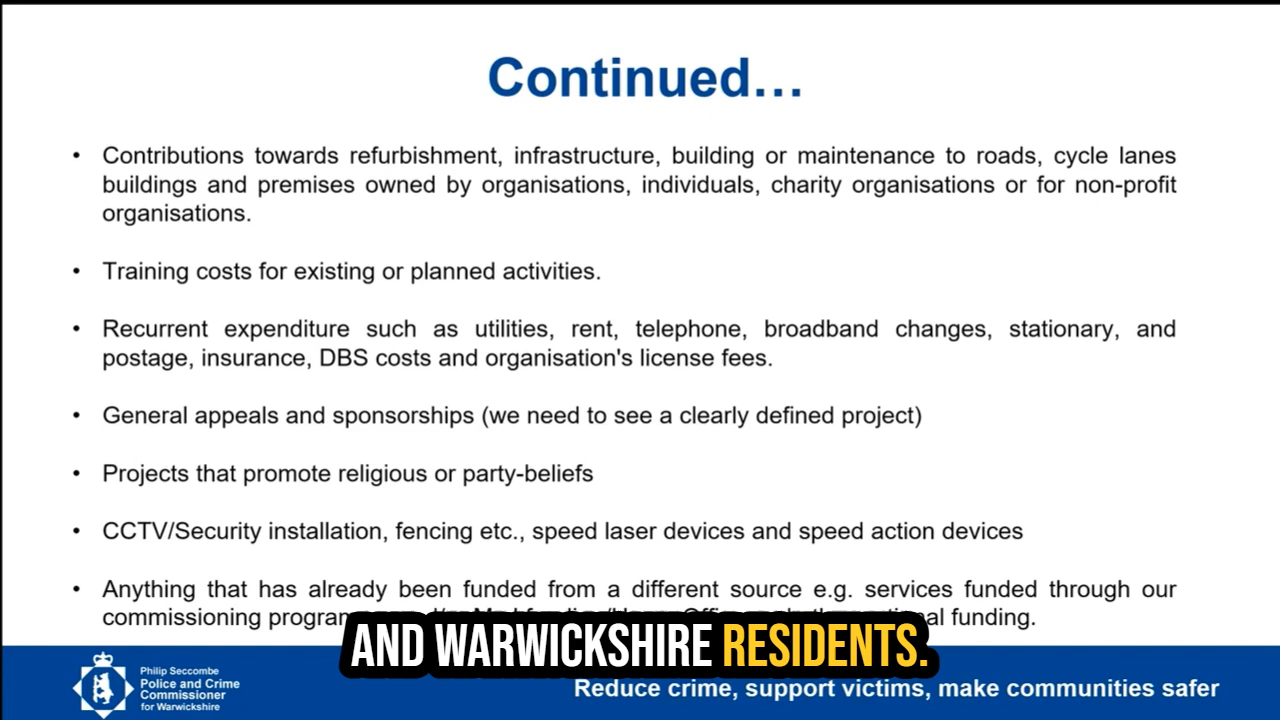 Continued…
• Contributions towards refurbishment, infrastructure, building or maintenance to roads, cycle lanes
buildings and premises owned by organisations, individuals, charity organisations or for non-profit
organisations.
• Training costs for existing or planned activities.
• Recurrent expenditure such as utilities, rent, telephone, broadband changes, stationary, and
postage, insurance, DBS costs and organisation's license fees.
• General appeals and sponsorships (we need to see a clearly defined project)
• Projects that promote religious or party-beliefs
• CCTV/Security installation, fencing etc., speed laser devices and speed action devices
• Anything that has already been funded from a different source e.g. services funded through our
commissioning funding.
AND WARWICKSHIRE RESIDENTS.
Philip Seccombe
Police and Crime
Commissioner
for Warwickshire
Reduce crime, support victims, make communities safer